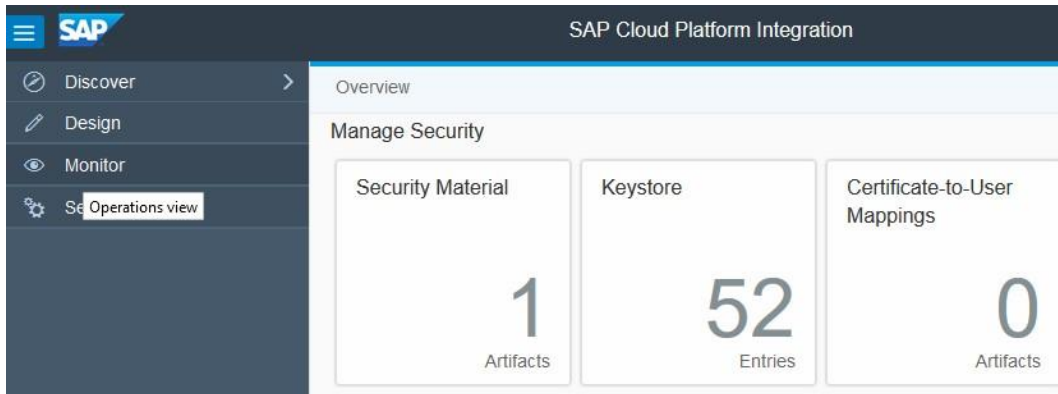 SAP
SAP Cloud Platform Integration
Discover
Design
Monitor
Se
Operations view
Overview
Manage Security
Security Material
1
Artifacts
Keystore
52
Entries
Certificate-to-User
Mappings
0
Artifacts